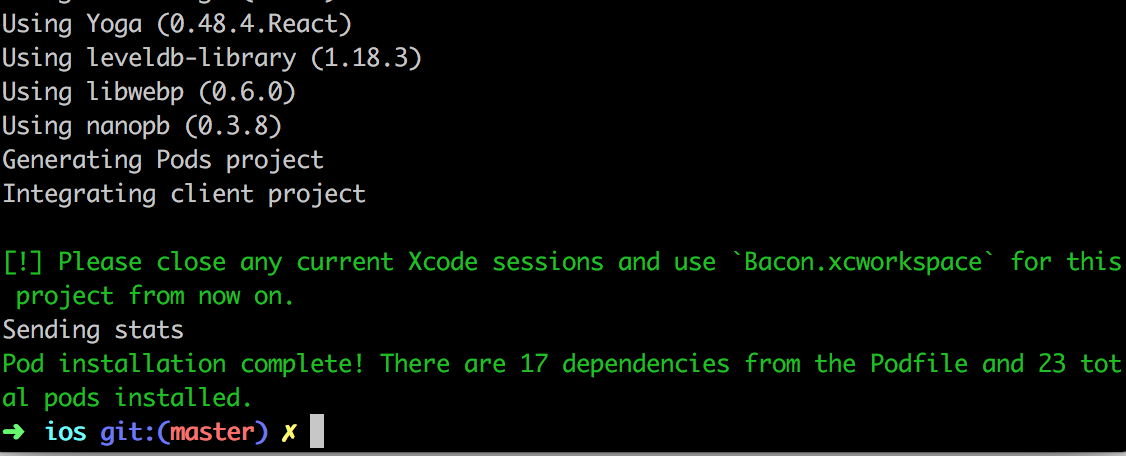 Using Yoga (0.48.4.React)
Using leveldb-library (1.18.3)
Using libwebp (0.6.0)
Using nanopb (0.3.8)
Generating Pods project
Integrating client project
[!] Please close any current Xcode sessions and use `Bacon.xcworkspace` for this
project from now on.
Sending stats
Pod installation complete! There are 17 dependencies from the Podfile and 23 tot
al pods installed.
➜ ios git:(master) ✗